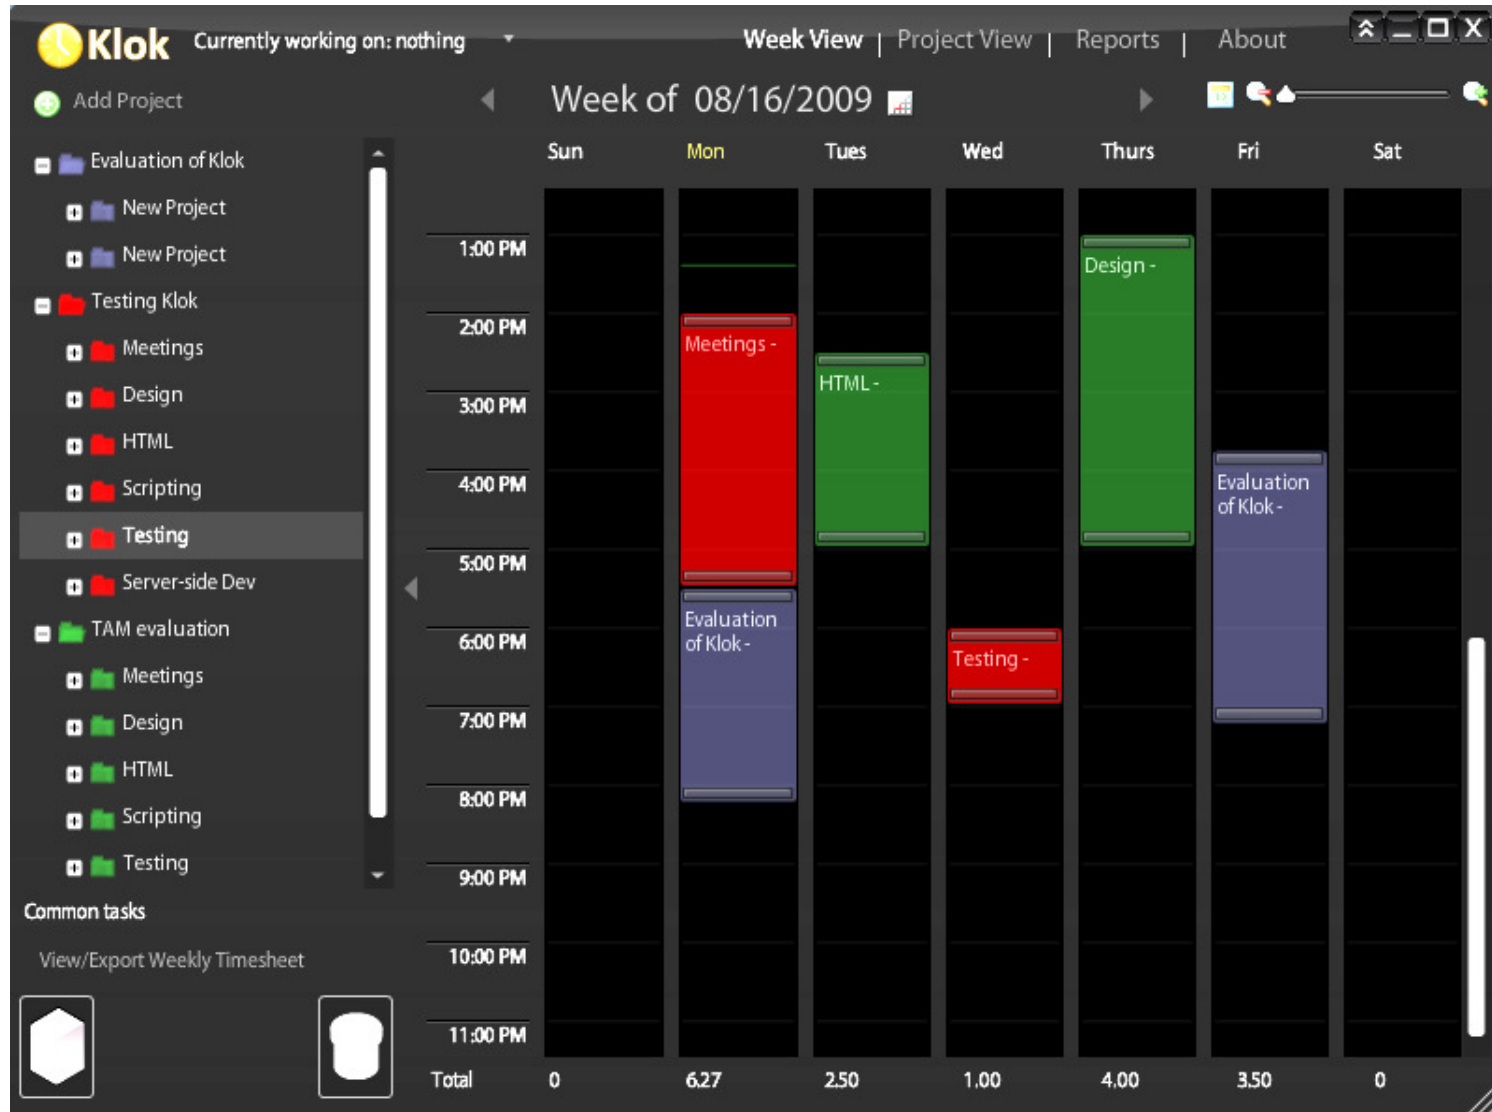 Klok Currently working on: nothing
Week View | Project View | Reports | About
Add Project
Week of 08/16/2009
Sun Mon Tues Wed Thurs Fri Sat
Evaluation of Klok
New Project
New Project
Testing Klok
Meetings
Design
HTML
Scripting
Testing
Server-side Dev
TAM evaluation
Meetings
Design
HTML
Scripting
Testing
Common tasks
View/Export Weekly Timesheet
1:00 PM
2:00 PM
3:00 PM
4:00 PM
5:00 PM
6:00 PM
7:00 PM
8:00 PM
9:00 PM
10:00 PM
11:00 PM
Meetings -
Evaluation
of Klok -
HTML -
Testing -
Design -
Evaluation
of Klok -
Total 0 6.27 2.50 1.00 4.00 3.50 0